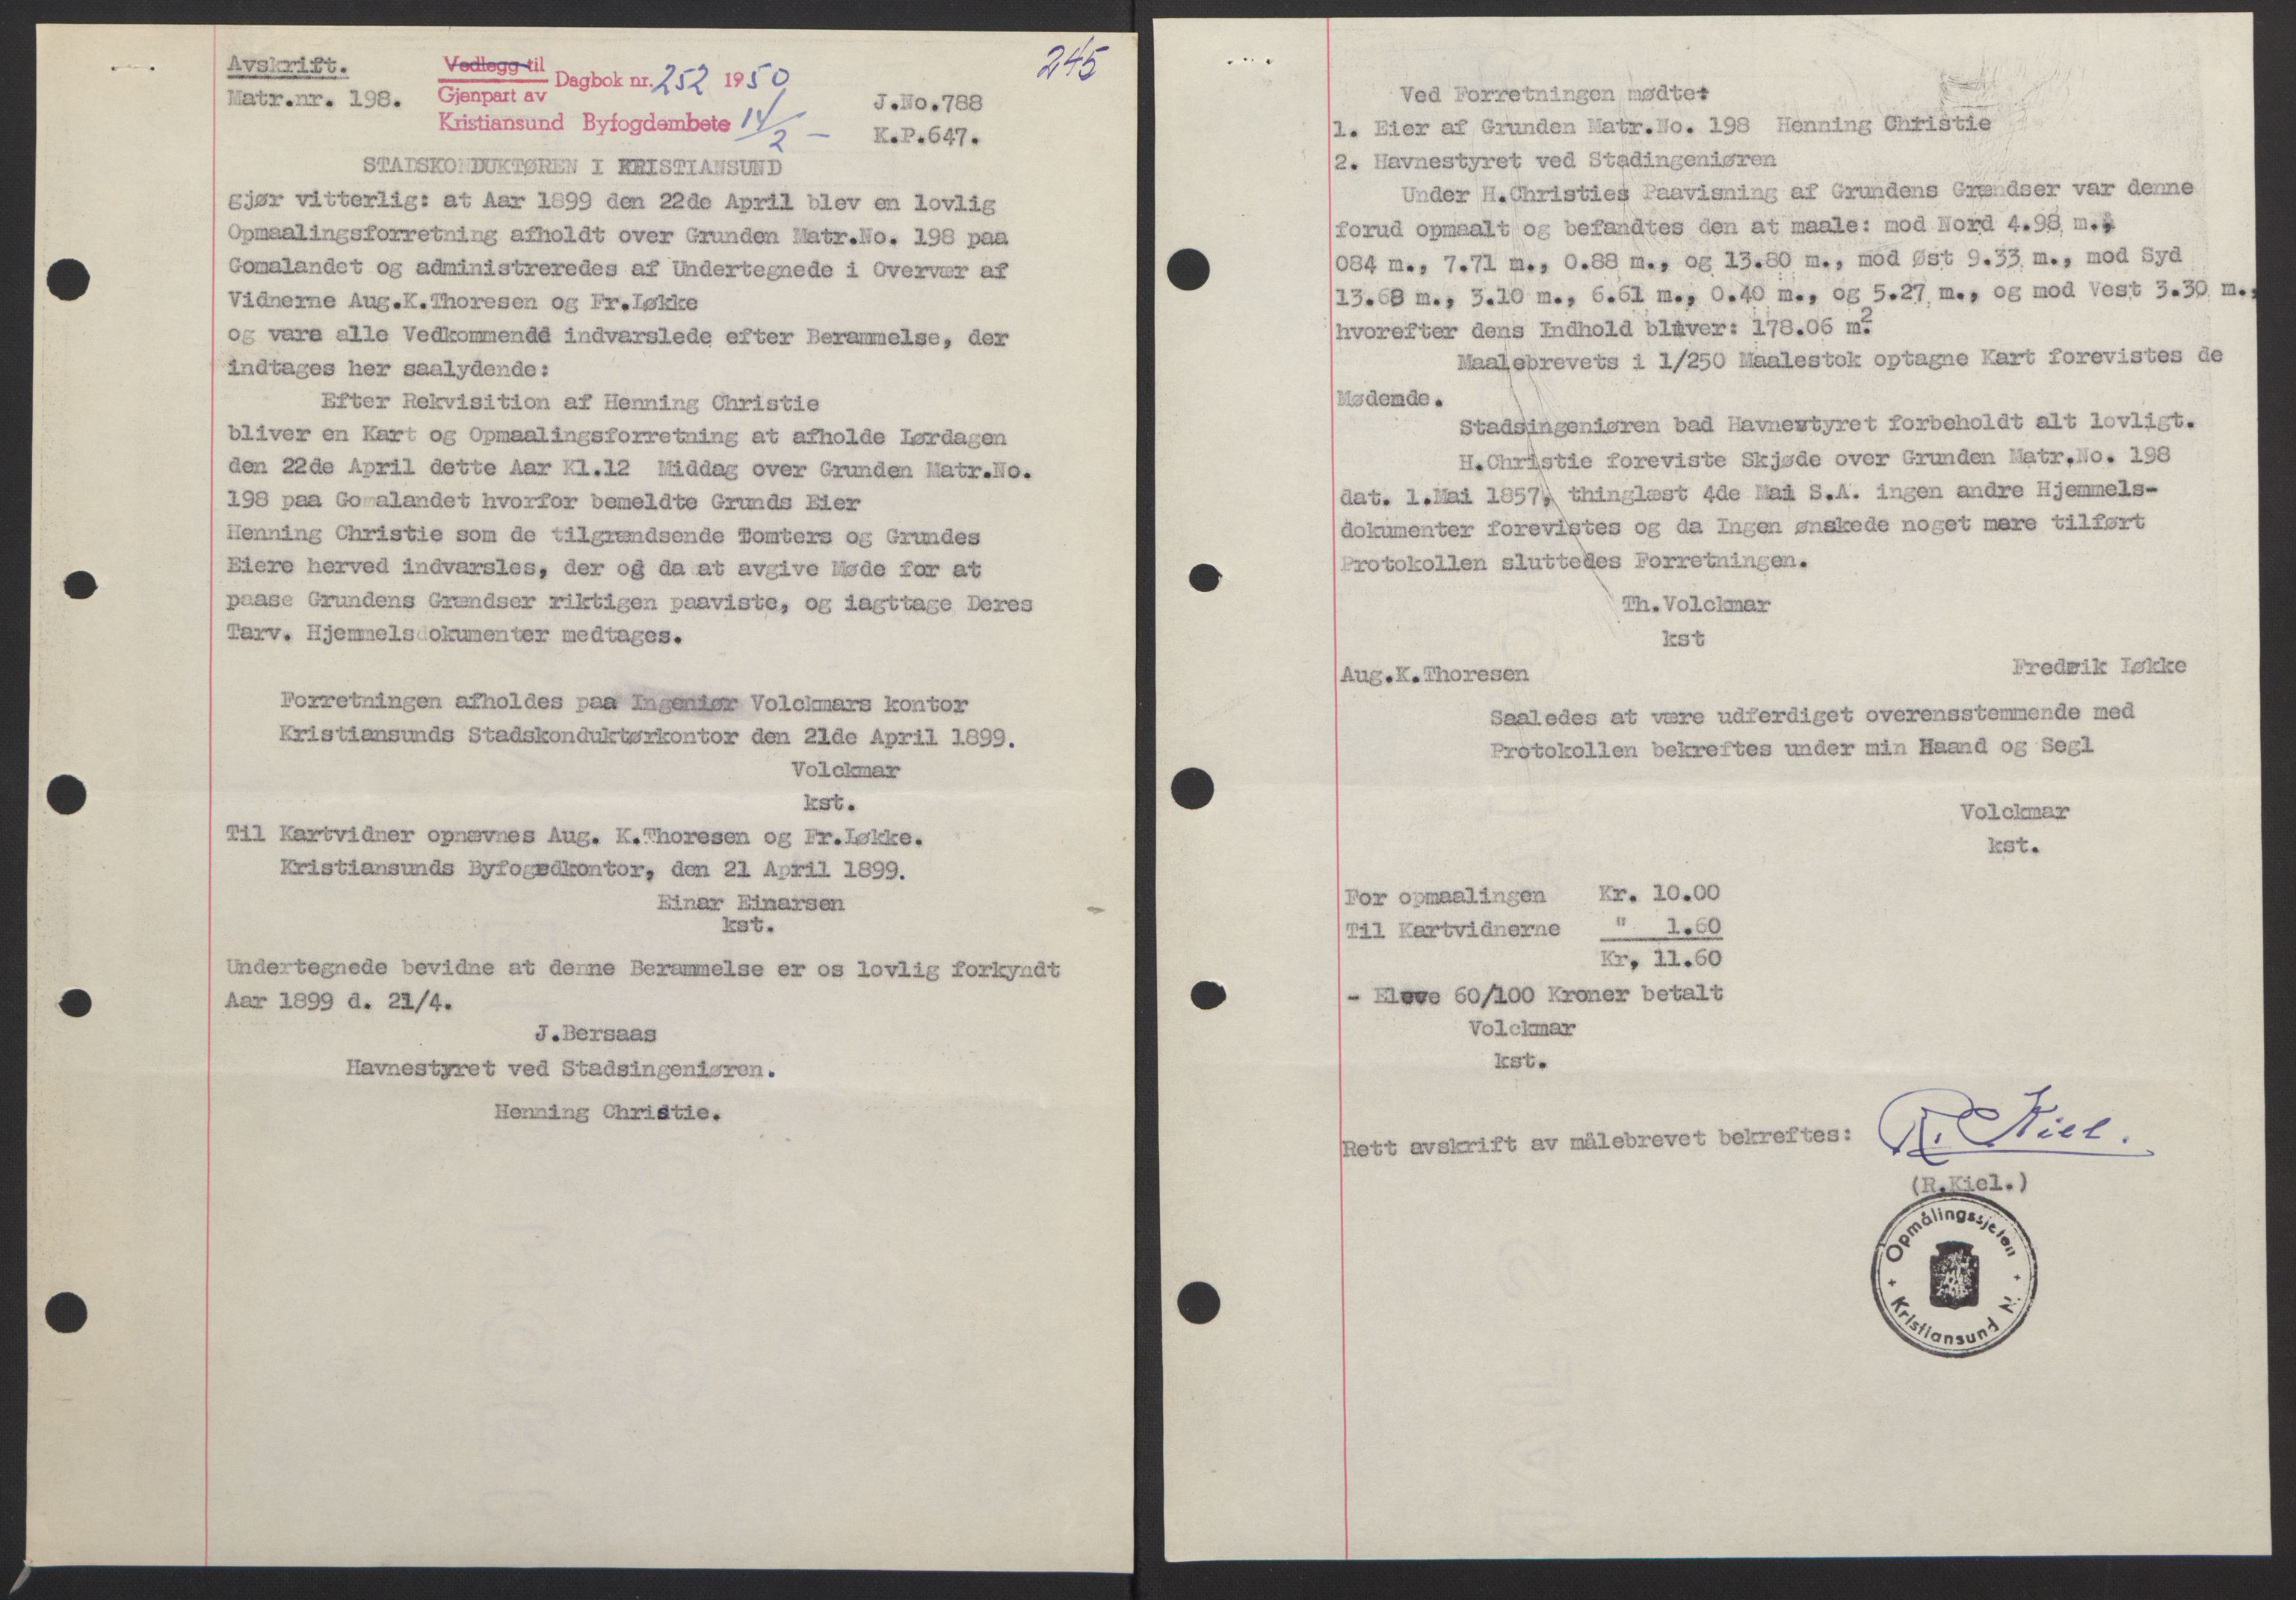 245
Avskrift.
Matr.nr. 198.
Vedlegg til
Gjenpart av
Dagbok nr. 252 1950
Kristiansund Byfogdembete 14/2 -
J.No.788
K.P.647.
STADSKONDUKTØREN I KRISTIANSUND
gjør vitterlig: at Aar 1899 den 22de April blev en lovlig
Opmaalingsforretning afholdt over Grunden Matr.No. 198 paa
Gomalandet og administreredes af Undertegnede i Overvær af
Vidnerne Aug.K.Thoresen og Fr.Løkke
og vare alle Vedkommende indvarslede efter Berammelse, der
indtages her saalydende:
Efter Rekvisition af Henning Christie
bliver en Kart og Opmaalingsforretning at afholde Lørdagen
den 22de April dette Aar Kl.12 Middag over Grunden Matr.No.
198 paa Gomalandet hvorfor bemeldte Grunds Eier
Henning Christie som de tilgrændsende Tomters og Grundes
Eiere herved indvarsles, der og da at avgive Møde for at
paase Grundens Grændser riktigen paaviste, og iagttage Deres
Tarv. Hjemmelsdokumenter medtages.
Forretningen afholdes paa Ingeniør Volckmars kontor
Kristiansunds Stadskonduktørkontor den 21de April 1899.
Volckmar
kst.
Til Kartvidner opnævnes Aug. K.Thoresen og Fr.Løkke.
Kristiansunds Byfogedkontor, den 21 April 1899.
Einar Einarsen
kst.
Undertegnede bevidne at denne Berammelse er os lovlig forkyndt
Aar 1899 d. 21/4.
J.Bersaas
Havnestyret ved Stadsingeniøren.
Henning Christie.
Ved Forretningen mødte:
1. Eier af Grunden Matr.No. 198 Henning Christie
2. Havnestyret ved Stadingeniøren
Under H.Christies Paavisning af Grundens Grændser var denne
forud opmaalt og befandtes den at maale: mod Nord 4.98 m.,
084 m., 7.71 m., 0.88 m., og 13.80 m., mod Øst 9.33 m., mod Syd
13.68 m., 3.10 m., 6.61 m., 0.40 m., og 5.27 m., og mod Vest 3.30 m.,
hvorefter dens Indhold bliver: 178.06 m2.
Maalebrevets i 1/250 Maalestok optagne Kart forevistes de
Mødende.
Stadsingeniøren bad Havnestyret forbeholdt alt lovligt.
H.Christie foreviste Skjøde over Grunden Matr.No. 198
dat. 1.Mai 1857, thinglæst 4de Mai S.A. ingen andre Hjemmels-
dokumenter forevistes og da Ingen ønskede noget mere tilført
Protokollen sluttedes Forretningen.
Th.Volckmar
kst
Aug.K.Thoresen Fredrik Løkke
Saaledes at være udferdiget overensstemmende med
Protokollen bekreftes under min Haand og Segl
Volckmar
kst.
For opmaalingen Kr. 10.00
Til Kartvidnerne " 1.60
Kr, 11.60
- Eleve 60/100 Kroner betalt
Volckmar
kst.
Rett avskrift av målebrevet bekreftes: R. Kiel.
(R.Kiel.)
Opmålingssjefen
+ Kristiansund N. +